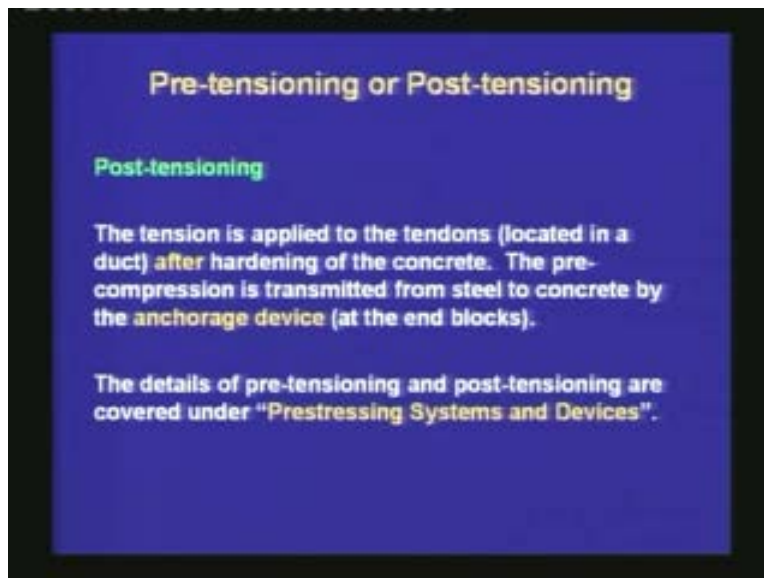 Pre-tensioning or Post-tensioning
Post-tensioning
The tension is applied to the tendons (located in a
duct) after hardening of the concrete. The pre-
compression is transmitted from steel to concrete by
the anchorage device (at the end blocks).
The details of pre-tensioning and post-tensioning are
covered under “Prestressing Systems and Devices”.